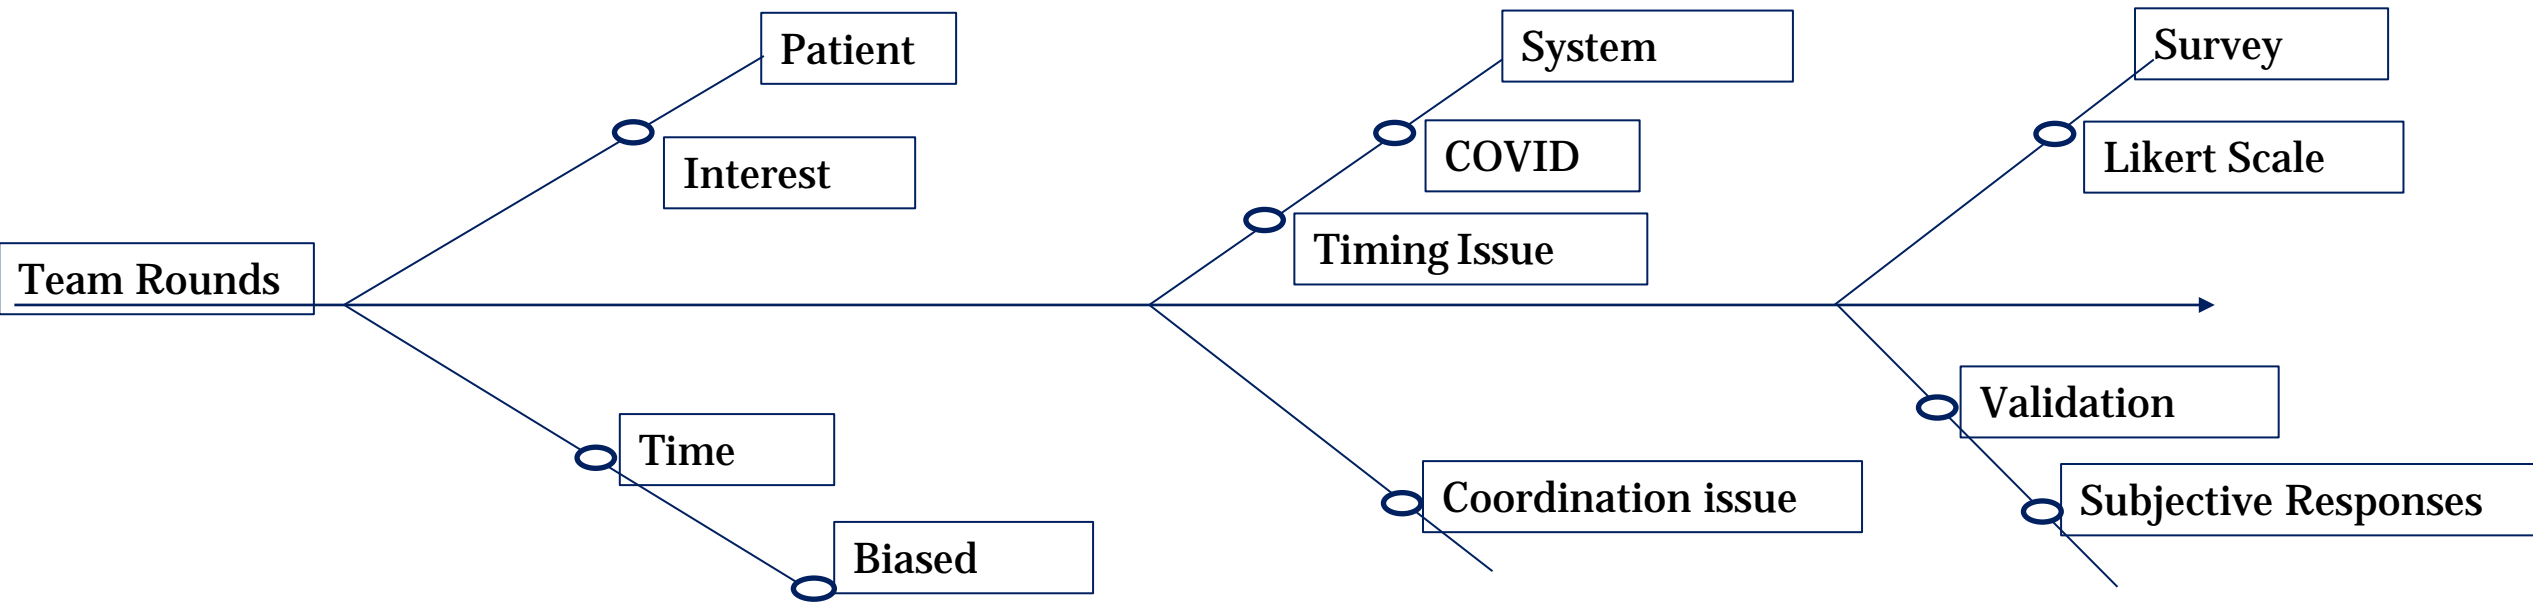 Patient
System
Survey
Interest
COVID
Likert Scale
Timing Issue
Team Rounds
Validation
Time
Coordination issue
Subjective Responses
Biased